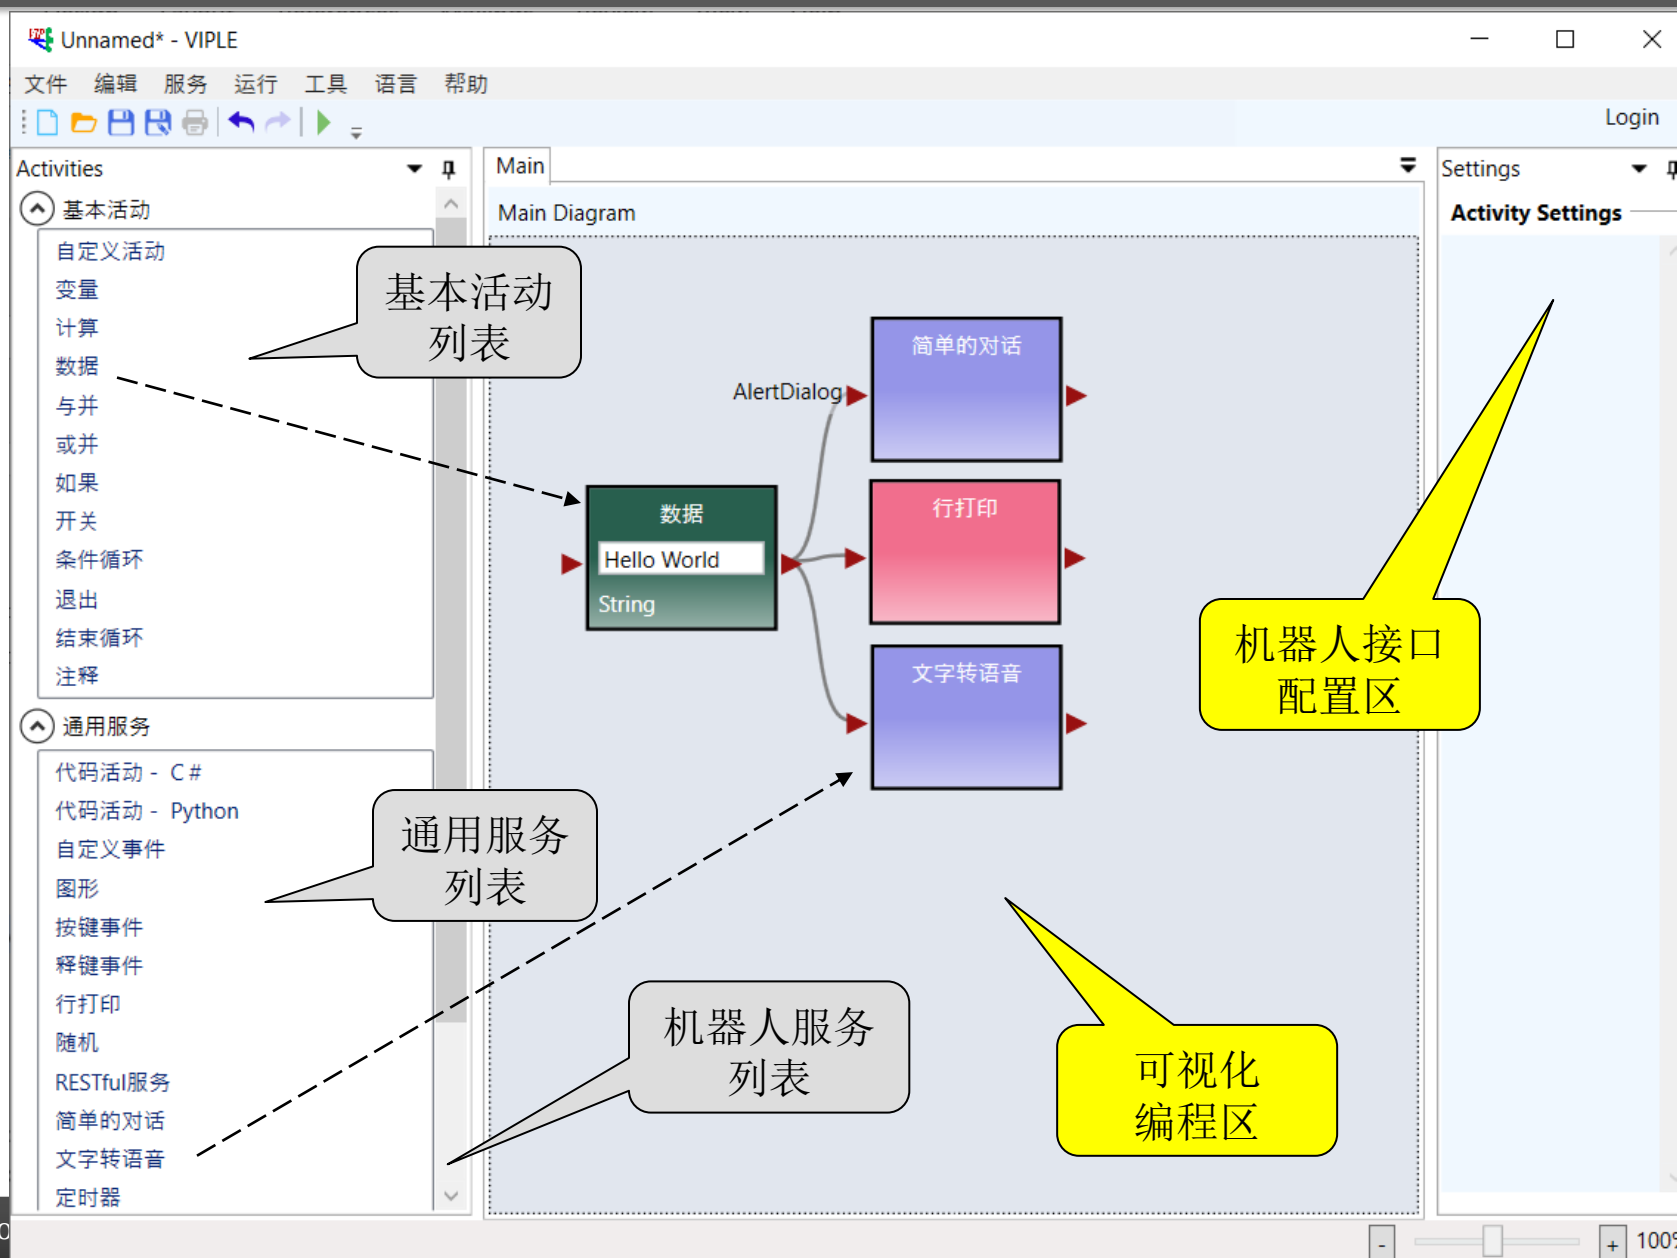 Unnamed* - VIPLE
文件 编辑 服务 运行 工具 语言 帮助
Login
Activities
基本活动
自定义活动
变量
计算
数据
与并
或并
如果
开关
条件循环
退出
结束循环
注释
通用服务
代码活动 - C#
代码活动 - Python
自定义事件
图形
按键事件
释键事件
行打印
随机
RESTful服务
简单的对话
文字转语音
定时器
基本活动
列表
通用服务
列表
机器人服务
列表
Main
Main Diagram
AlertDialog
简单的对话
数据
Hello World
String
行打印
文字转语音
可视化
编程区
机器人接口
配置区
Settings
Activity Settings
- + 100%